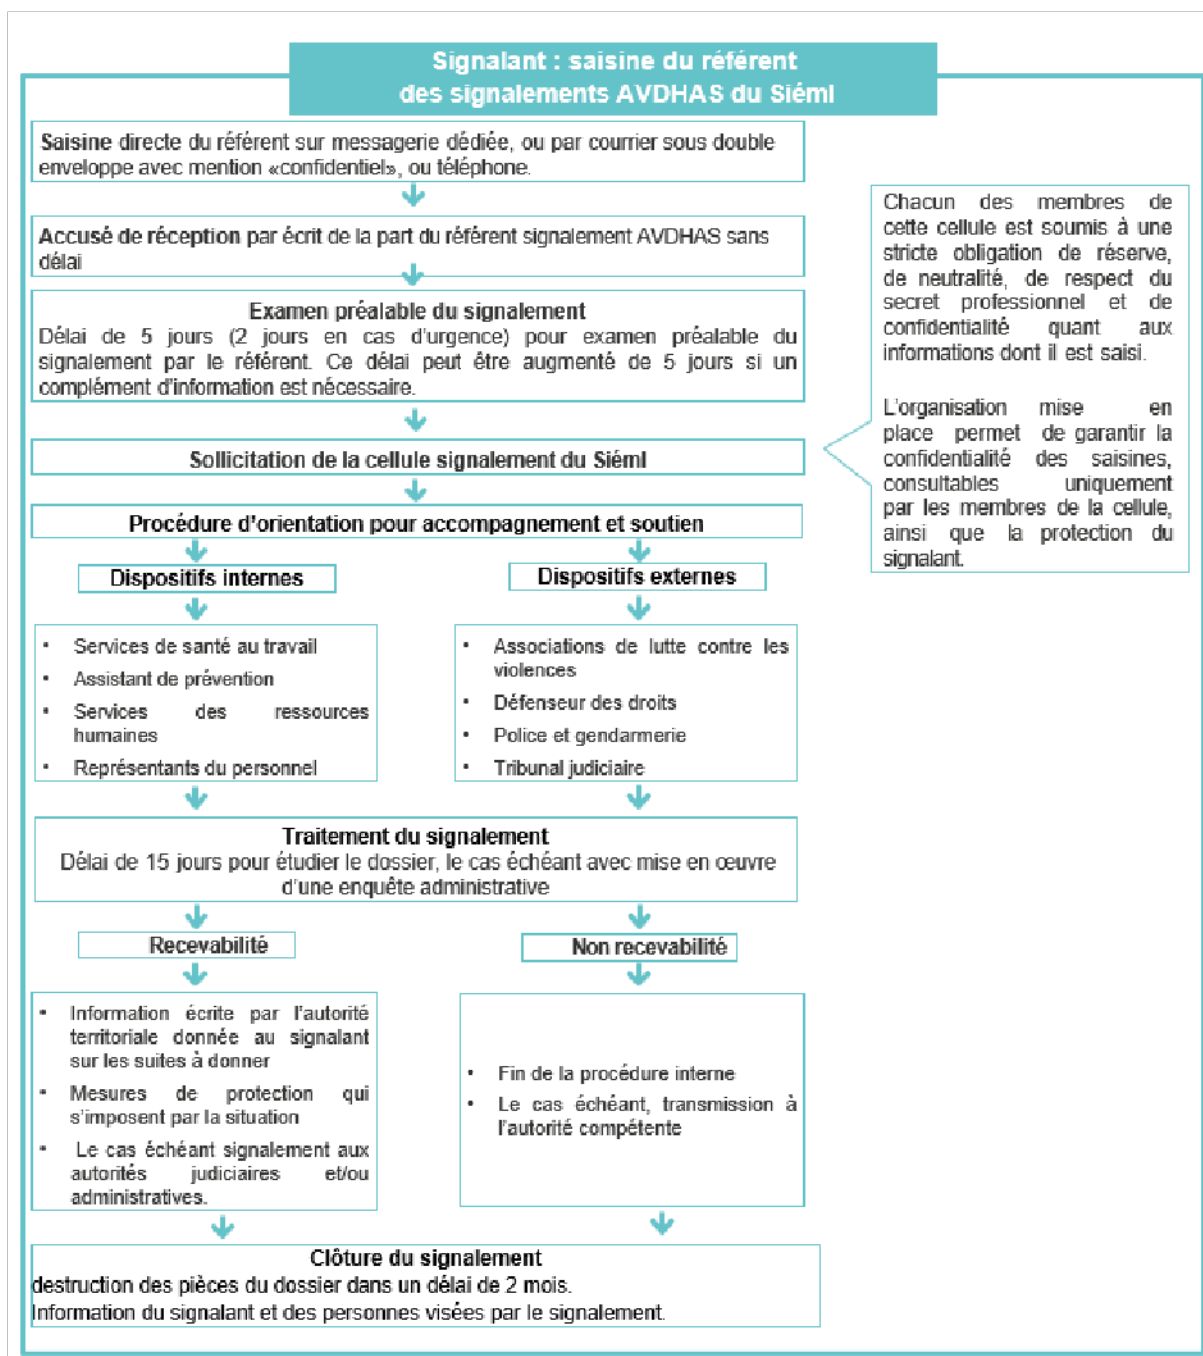 Signalant : saisine du référent
des signalements AVDHAS du Siéml
Saisine directe du référent sur messagerie dédiée, ou par courrier sous double
enveloppe avec mention «confidentiel», ou téléphone.
Accusé de réception par écrit de la part du référent signalement AVDHAS sans
délai
Examen préalable du signalement
Délai de 5 jours (2 jours en cas d'urgence) pour examen préalable du
signalement par le référent. Ce délai peut être augmenté de 5 jours si un
complément d'information est nécessaire.
Sollicitation de la cellule signalement du Siéml
Chacun des membres de
cette cellule est soumis à une
stricte obligation de réserve,
de neutralité, de respect du
secret professionnel et de
confidentialité quant aux
informations dont il est saisi.
L'organisation mise en
place permet de garantir la
confidentialité des saisines,
consultables uniquement
par les membres de la cellule,
ainsi que la protection du
signalant.
Procédure d'orientation pour accompagnement et soutien
Dispositifs internes
• Services de santé au travail
• Assistant de prévention
• Services des ressources
humaines
• Représentants du personnel
Dispositifs externes
• Associations de lutte contre les
violences
• Défenseur des droits
• Police et gendarmerie
• Tribunal judiciaire
Traitement du signalement
Délai de 15 jours pour étudier le dossier, le cas échéant avec mise en œuvre
d'une enquête administrative
Recevabilité
• Information écrite par l'autorité
territoriale donnée au signalant
sur les suites à donner
• Mesures de protection qui
s'imposent par la situation
• Le cas échéant signalement aux
autorités judiciaires et/ou
administratives.
Non recevabilité
• Fin de la procédure interne
• Le cas échéant, transmission à
l'autorité compétente
Clôture du signalement
destruction des pièces du dossier dans un délai de 2 mois.
Information du signalant et des personnes visées par le signalement.